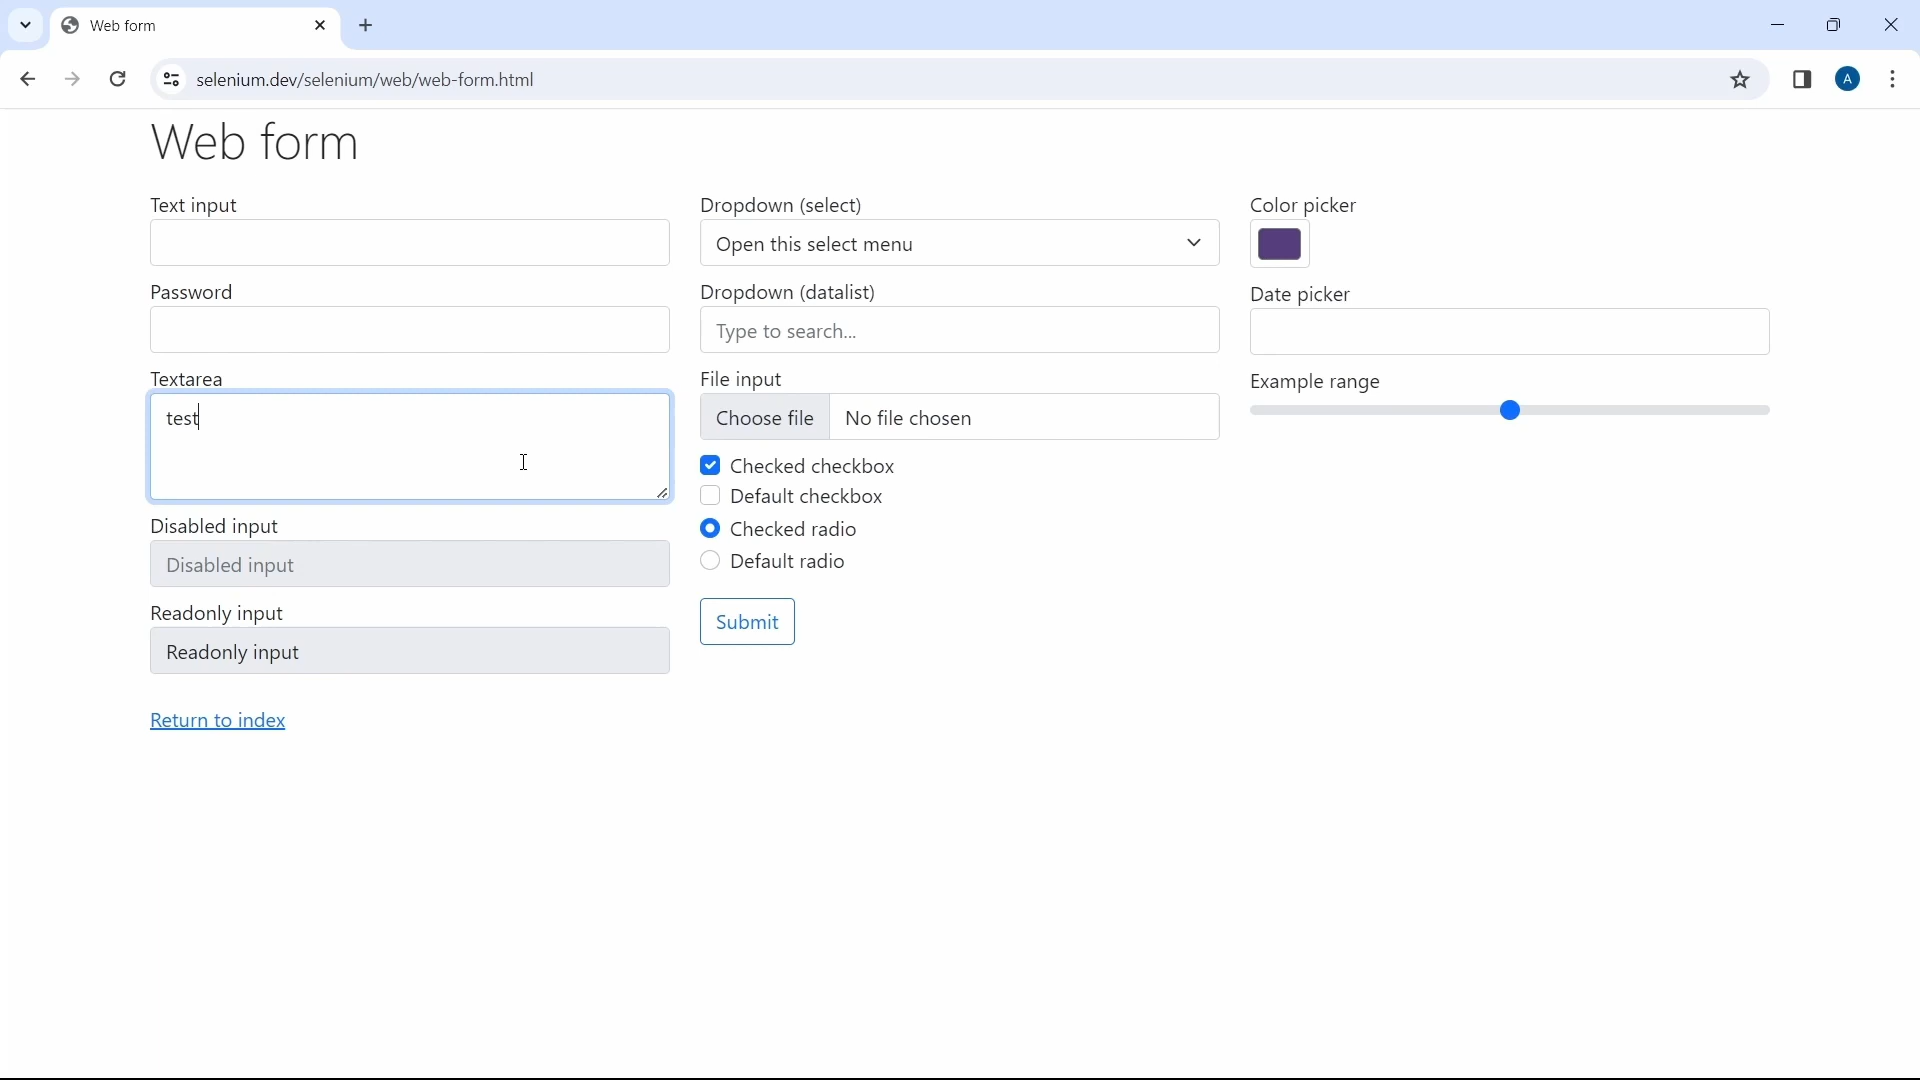 Web form
selenium.dev/selenium/web/web-form.html
A
Web form
Text input
Password
Textarea
test
Disabled input
Disabled input
Readonly input
Readonly input
Return to index
Dropdown (select)
Open this select menu
Dropdown (datalist)
Type to search...
File input
Choose file No file chosen
Checked checkbox
Default checkbox
Checked radio
Default radio
Submit
Color picker
Date picker
Example range